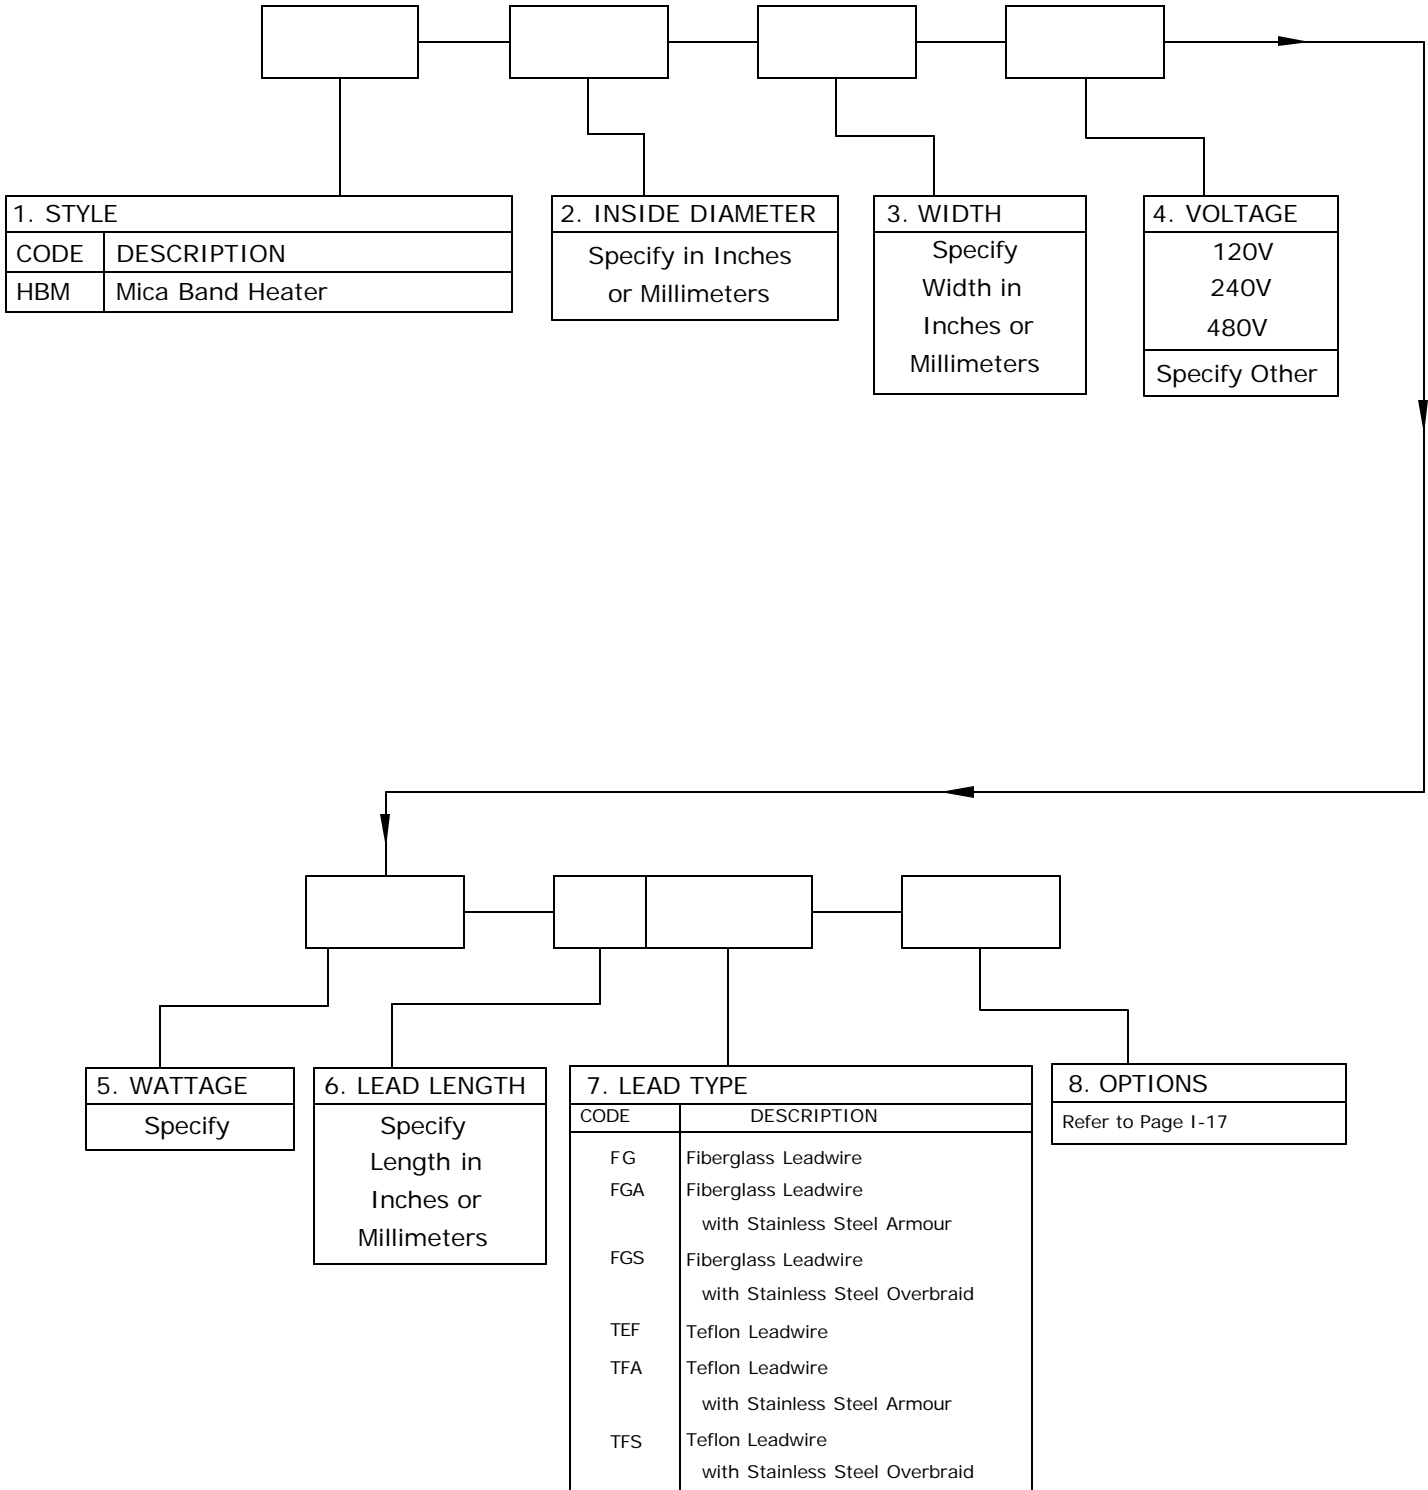 1. STYLE
CODE DESCRIPTION
HBM Mica Band Heater
2. INSIDE DIAMETER
Specify in Inches
or Millimeters
3. WIDTH
Specify
Width in
Inches or
Millimeters
4. VOLTAGE
120V
240V
480V
Specify Other
5. WATTAGE
Specify
6. LEAD LENGTH
Specify
Length in
Inches or
Millimeters
7. LEAD TYPE
CODE DESCRIPTION
FG Fiberglass Leadwire
FGA Fiberglass Leadwire
with Stainless Steel Armour
FGS Fiberglass Leadwire
with Stainless Steel Overbraid
TEF Teflon Leadwire
TFA Teflon Leadwire
with Stainless Steel Armour
TFS Teflon Leadwire
with Stainless Steel Overbraid
8. OPTIONS
Refer to Page I-17